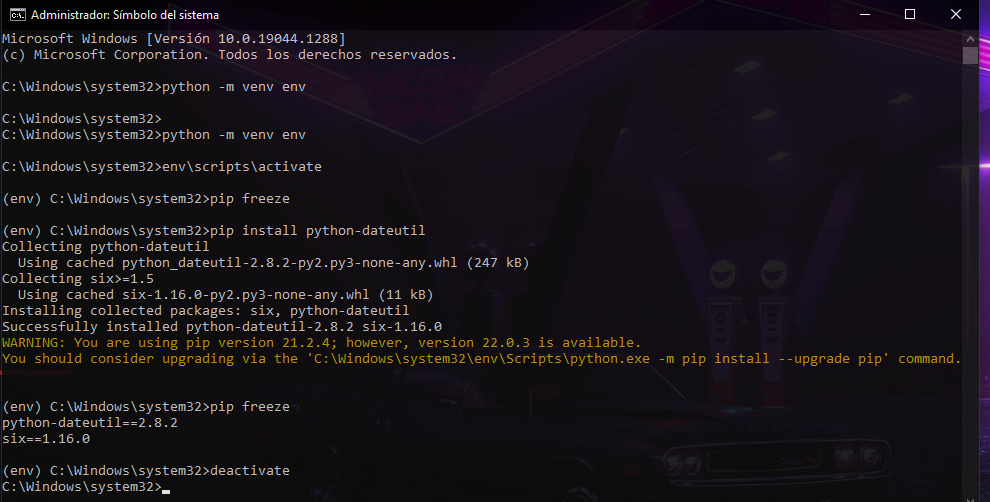 Administrador: Símbolo del sistema
Microsoft Windows [Versión 10.0.19044.1288]
(c) Microsoft Corporation. Todos los derechos reservados.
C:\Windows\system32>python -m venv env
C:\Windows\system32>
C:\Windows\system32>python -m venv env
C:\Windows\system32>env\scripts\activate
(env) C:\Windows\system32>pip freeze
(env) C:\Windows\system32>pip install python-dateutil
Collecting python-dateutil
  Using cached python_dateutil-2.8.2-py2.py3-none-any.whl (247 kB)
Collecting six>=1.5
  Using cached six-1.16.0-py2.py3-none-any.whl (11 kB)
Installing collected packages: six, python-dateutil
Successfully installed python-dateutil-2.8.2 six-1.16.0
WARNING: You are using pip version 21.2.4; however, version 22.0.3 is available.
You should consider upgrading via the 'C:\Windows\system32\env\Scripts\python.exe -m pip install --upgrade pip' command.
(env) C:\Windows\system32>pip freeze
python-dateutil==2.8.2
six==1.16.0
(env) C:\Windows\system32>deactivate
C:\Windows\system32>